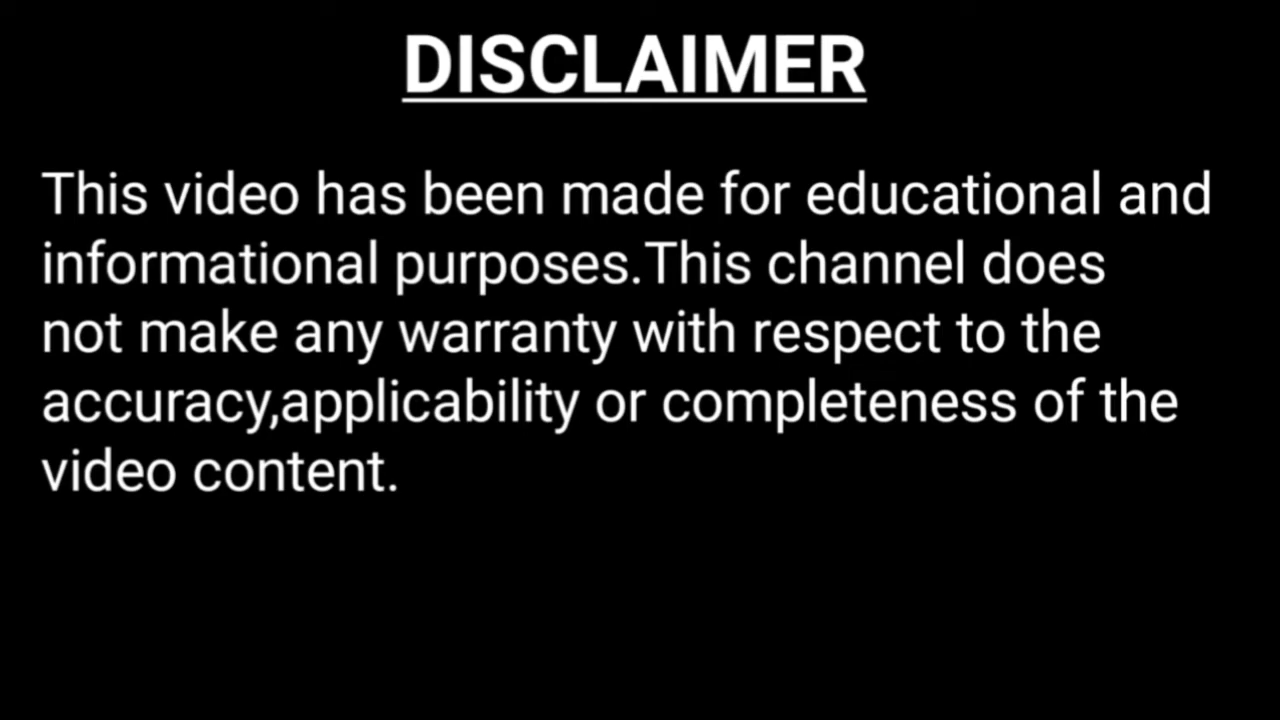 DISCLAIMER
This video has been made for educational and
informational purposes.This channel does
not make any warranty with respect to the
accuracy,applicability or completeness of the
video content.